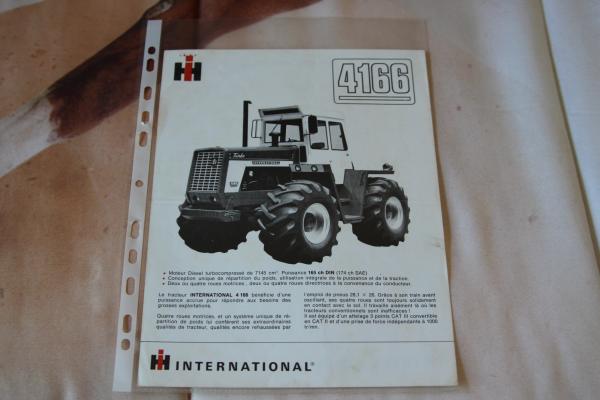 IH
4166
Turbo
INTERNATIONAL
• Moteur Diesel turbocompressé de 7145 cm³. Puissance 165 ch DIN (174 ch SAE)
• Conception unique de répartition du poids, utilisation intégrale de la puissance et de la traction.
• Deux ou quatre roues motrices, deux ou quatre roues directrices à la convenance du conducteur.
Le tracteur INTERNATIONAL 4166 bénéficie d'une
puissance accrue pour répondre aux besoins des
grosses exploitations.
Quatre roues motrices, et un système unique de ré-
partition de poids lui confèrent ses extraordinaires
qualités de tracteur, qualités encore rehaussées par
l'emploi de pneus 28,1 × 26. Grâce à son train avant
oscillant, ses quatre roues sont toujours solidement
en contact avec le sol. Il travaille aisément là où les
tracteurs conventionnels sont inefficaces !
Il est équipé d'un attelage 3 points CAT III convertible
en CAT II et d'une prise de force indépendante à 1000
tr/mn.
IH INTERNATIONAL®